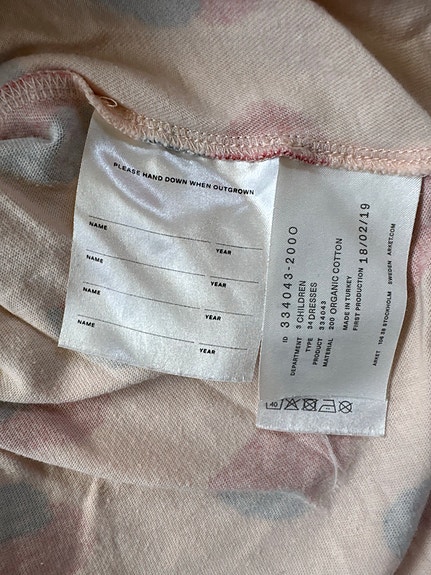 PLEASE HAND DOWN WHEN OUTGROWN
NAME YEAR
NAME YEAR
NAME YEAR
NAME YEAR
ID 334043-2000
DEPARTMENT 3 CHILDREN
TYPE 34 DRESSES
PRODUCT 334043
MATERIAL 200 ORGANIC COTTON
MADE IN TURKEY
FIRST PRODUCTION 18/02/19
ARKET 106 38 STOCKHOLM SWEDEN ARKET.COM
40